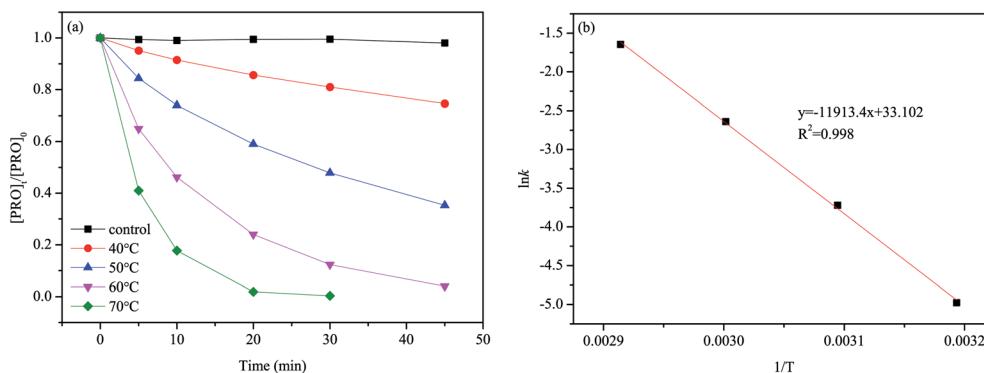 (a)
1.0
0.8
0.6
0.4
0.2
0.0
[PRO]t/[PRO]0
control
40℃
50℃
60℃
70℃
0 10 20 30 40 50
Time (min)
(b)
-1.5
-2.0
-2.5
-3.0
-3.5
-4.0
-4.5
-5.0
lnk
y=-11913.4x+33.102
R²=0.998
0.0029 0.0030 0.0031 0.0032
1/T